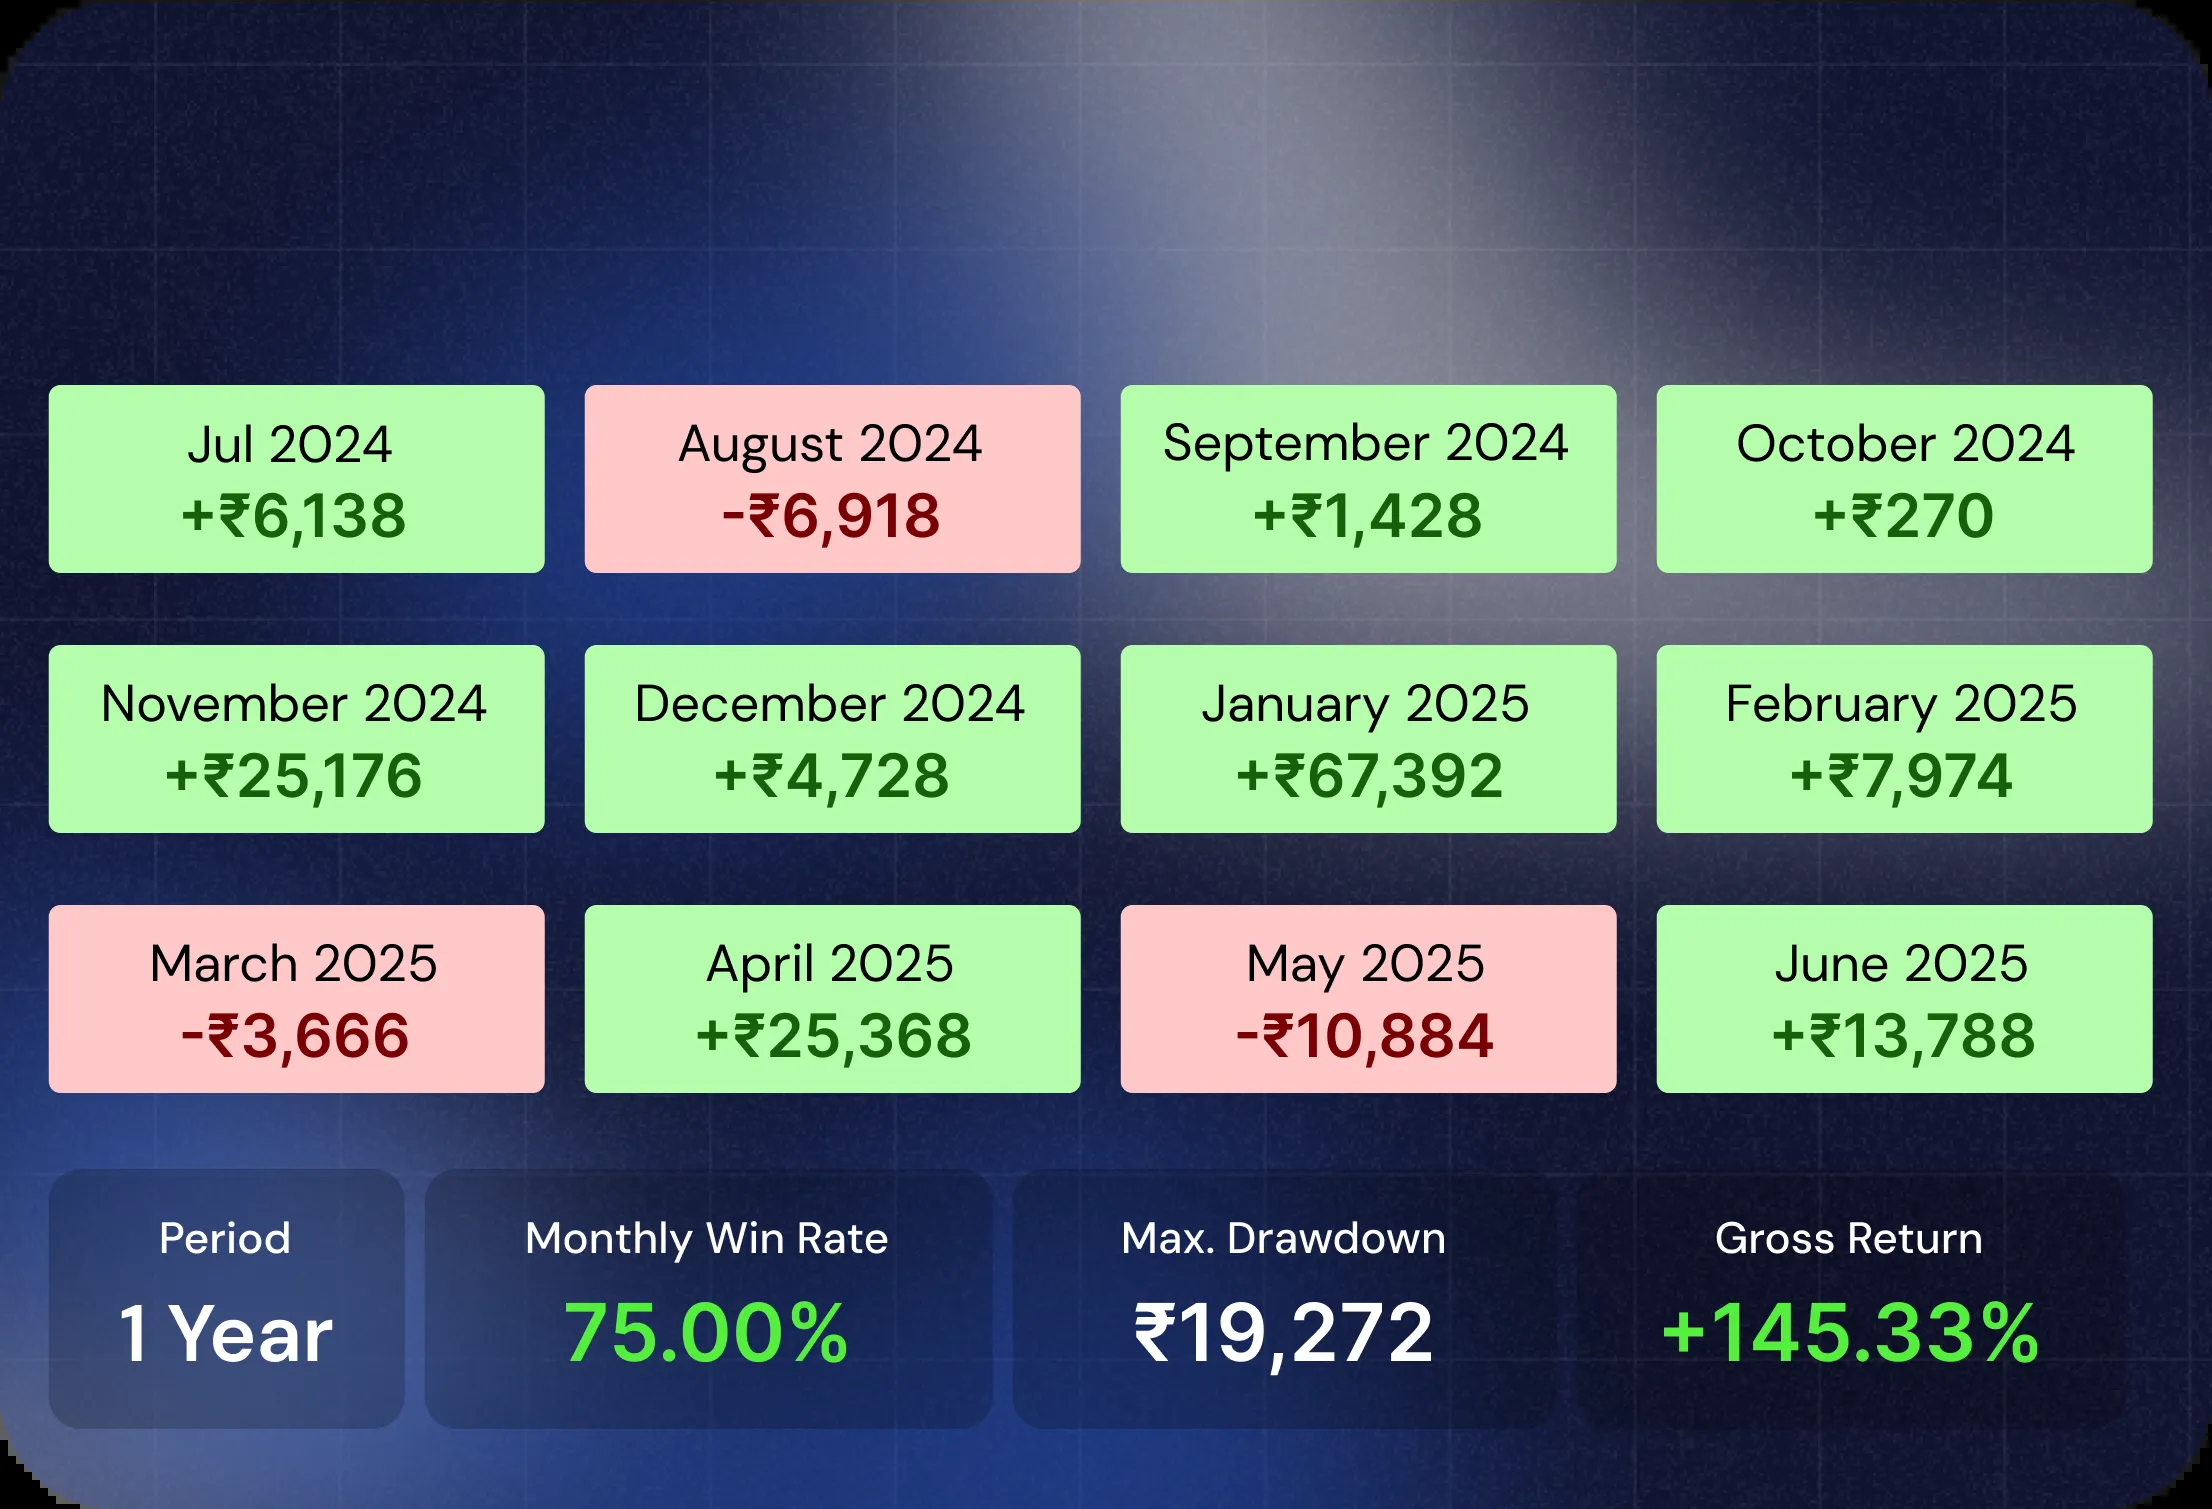 Jul 2024
+₹6,138
August 2024
-₹6,918
September 2024
+₹1,428
October 2024
+₹270
November 2024
+₹25,176
December 2024
+₹4,728
January 2025
+₹67,392
February 2025
+₹7,974
March 2025
-₹3,666
April 2025
+₹25,368
May 2025
-₹10,884
June 2025
+₹13,788
Period
1 Year
Monthly Win Rate
75.00%
Max. Drawdown
₹19,272
Gross Return
+145.33%